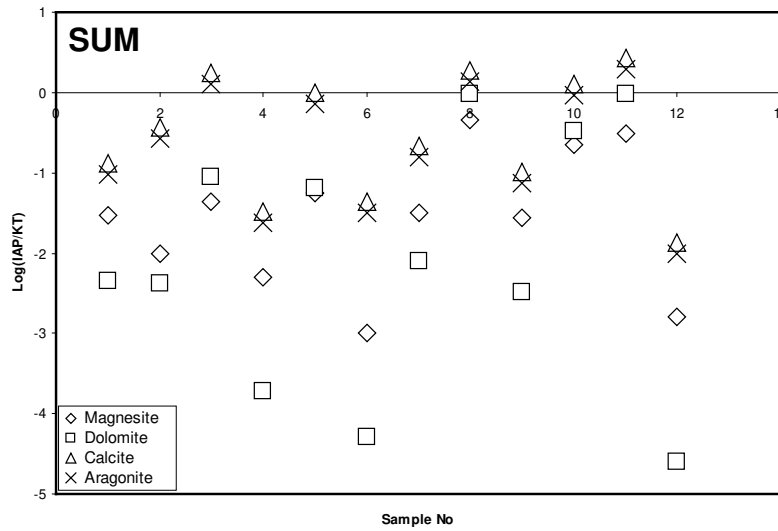 SUM
1
0
-1
-2
-3
-4
-5
0 2 4 6 8 10 12 1
Log(IAP/KT)
Sample No
Magnesite
Dolomite
Calcite
Aragonite